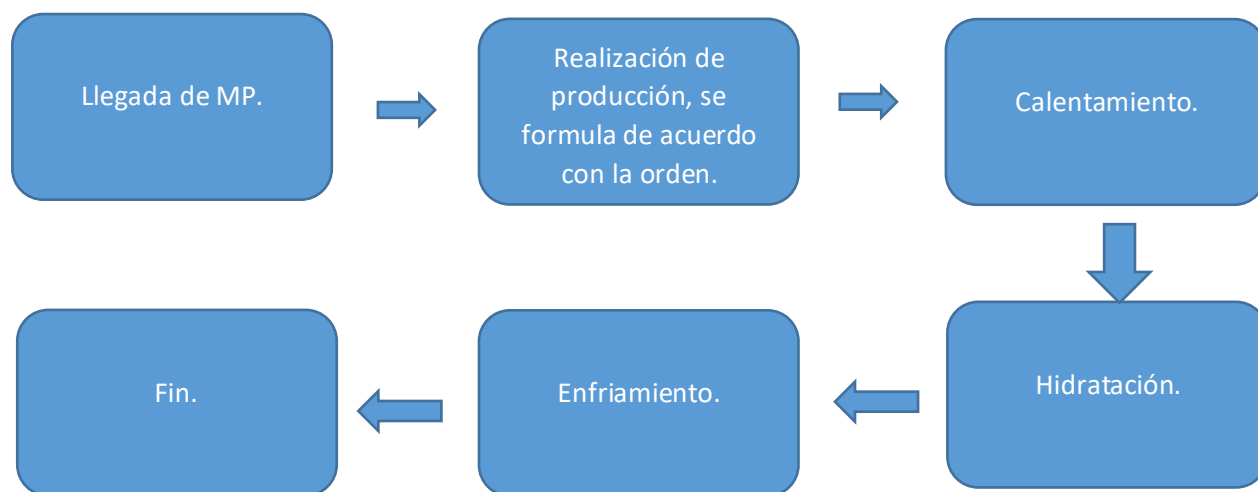 Llegada de MP.
Realización de
producción, se
formula de acuerdo
con la orden.
Calentamiento.
Hidratación.
Enfriamiento.
Fin.